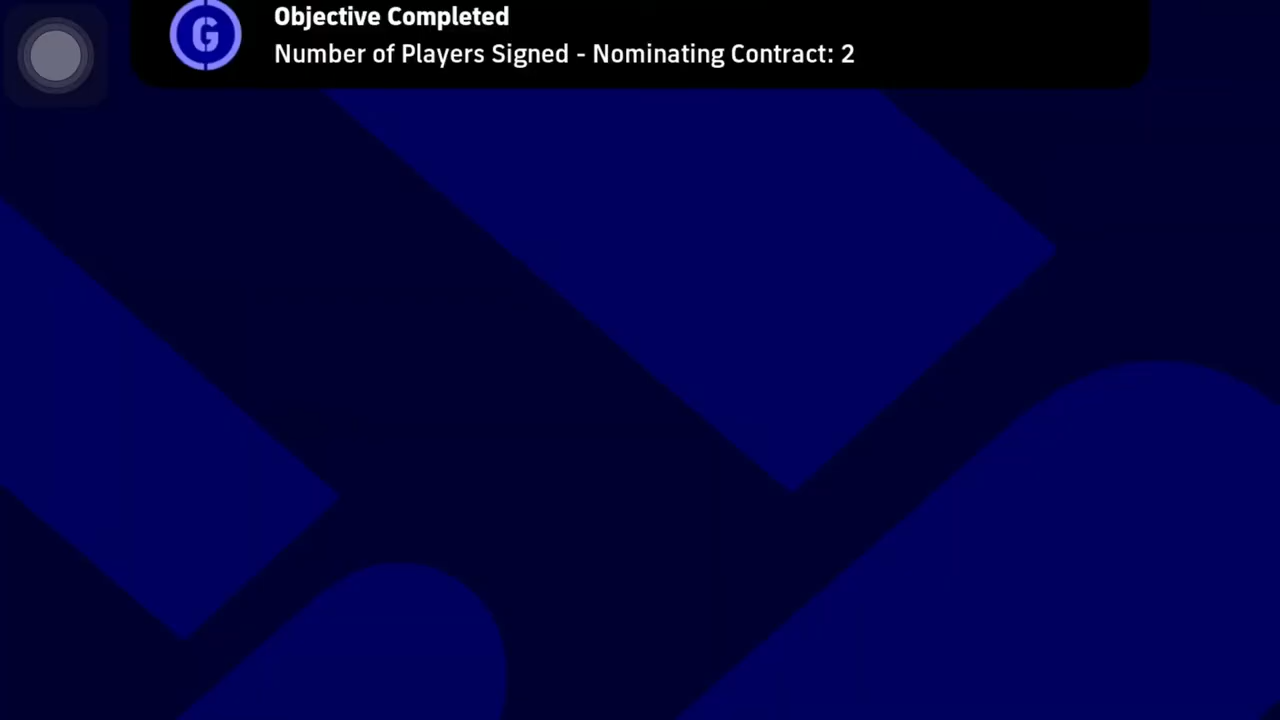 G
Objective Completed
Number of Players Signed - Nominating Contract: 2